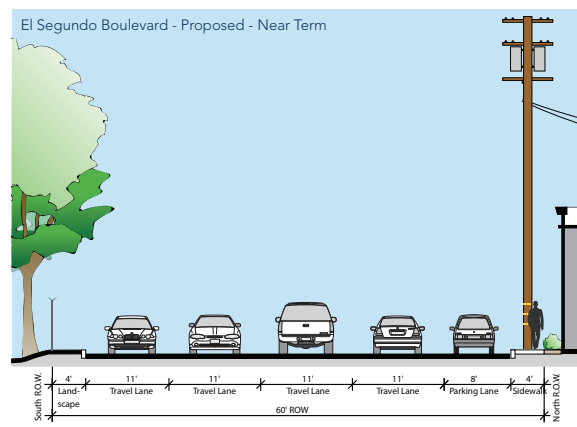 El Segundo Boulevard - Proposed - Near Term
4' 11' 11' 11' 11' 8' 4'
Land- Travel Lane Travel Lane Travel Lane Travel Lane Parking Lane Sidewalk
scape
60' ROW
South R.O.W.
North R.O.W.